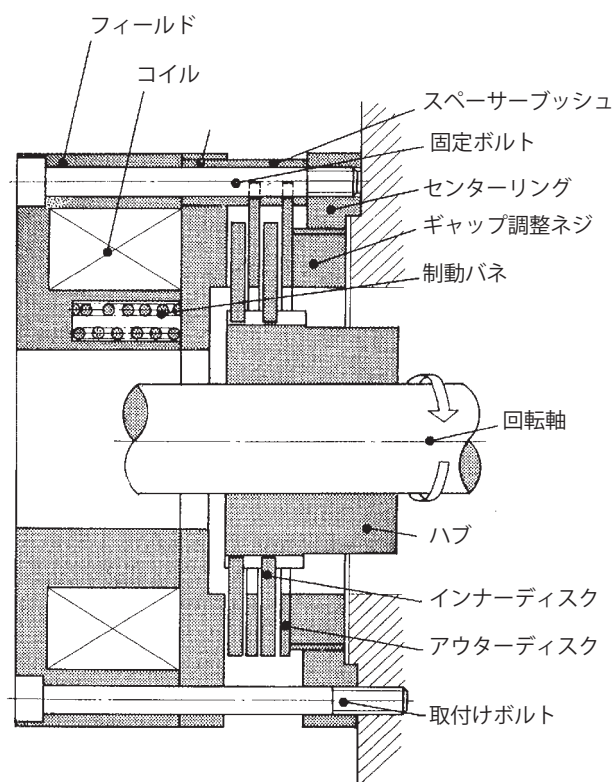 フィールド
コイル
スペーサーブッシュ
固定ボルト
センターリング
ギャップ調整ネジ
制動バネ
回転軸
ハブ
インナーディスク
アウターディスク
取付けボルト